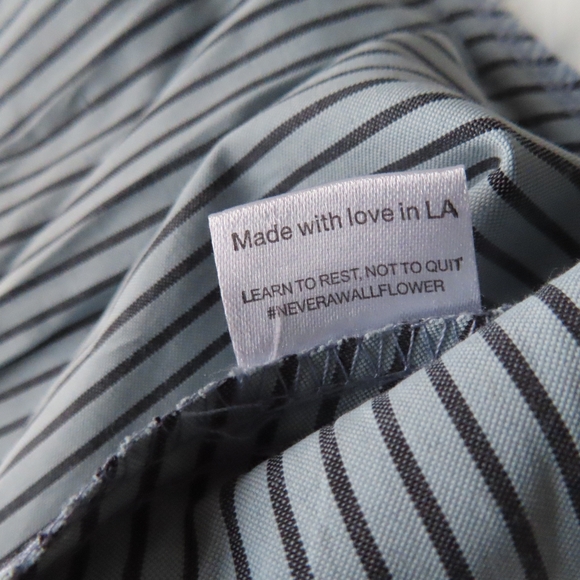 Made with love in LA
LEARN TO REST, NOT TO QUIT
#NEVERAWALLFLOWER